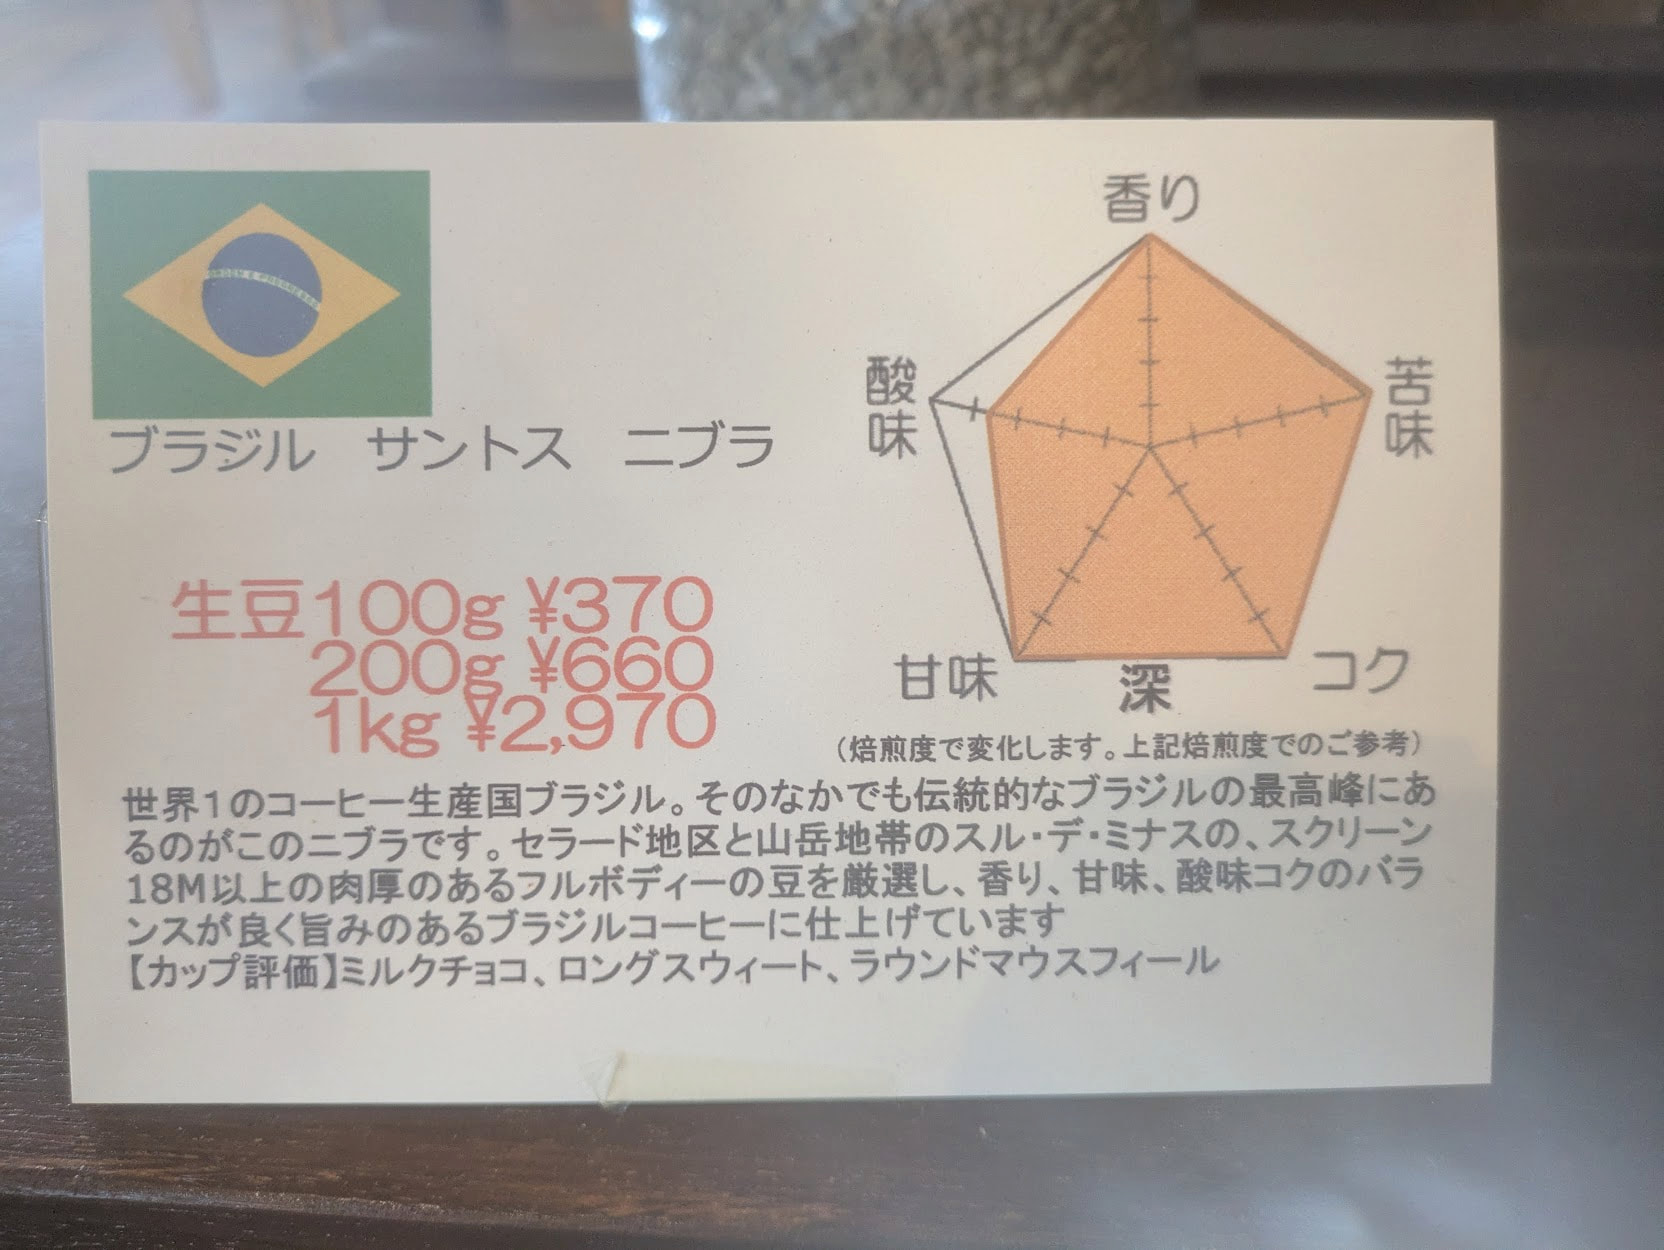 ORDEM E PROGRESSO
ブラジル　サントス　ニブラ
生豆100g ¥370
200g ¥660
1kg ¥2,970
香り
酸味
苦味
甘味
深
コク
（焙煎度で変化します。上記焙煎度でのご参考）
世界1のコーヒー生産国ブラジル。そのなかでも伝統的なブラジルの最高峰にあ
るのがこのニブラです。セラード地区と山岳地帯のスル・デ・ミナスの、スクリーン
18M以上の肉厚のあるフルボディーの豆を厳選し、香り、甘味、酸味コクのバラ
ンスが良く旨みのあるブラジルコーヒーに仕上げています
【カップ評価】ミルクチョコ、ロングスウィート、ラウンドマウスフィール